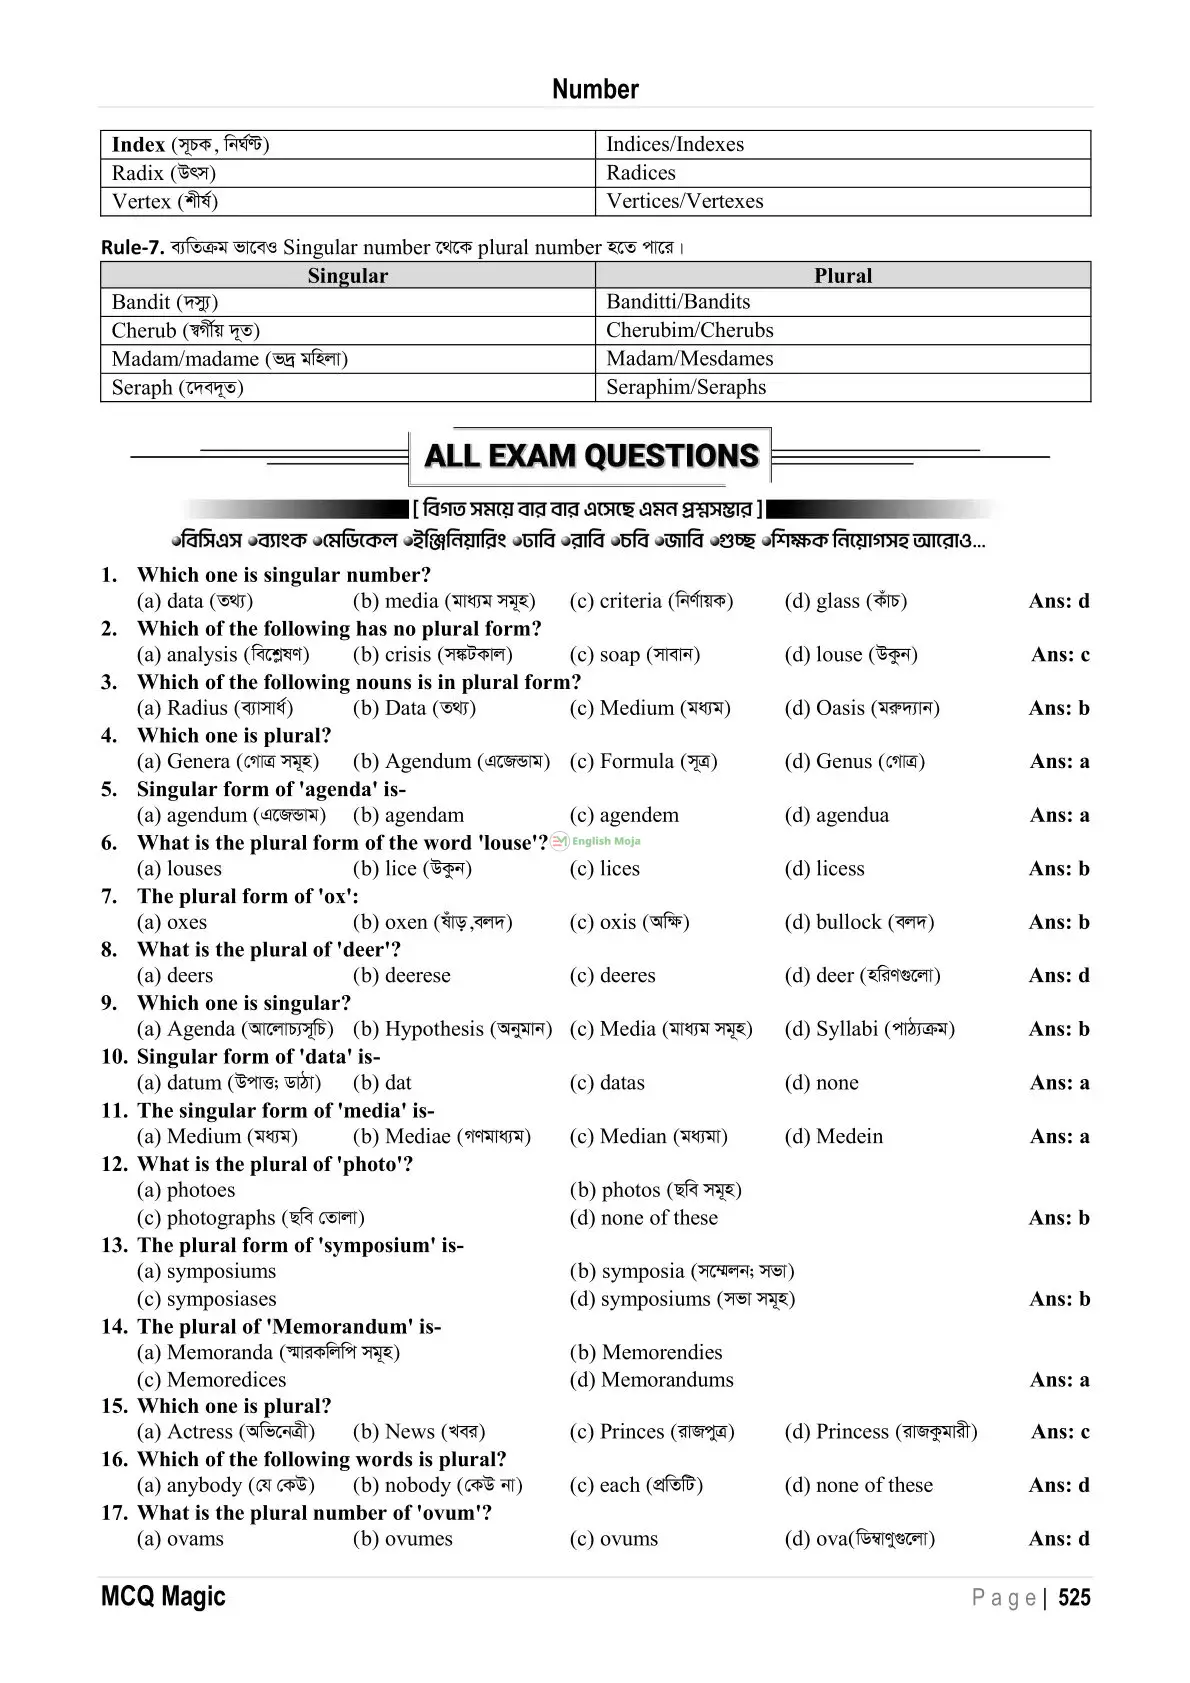 Number
Index (সূচক, নির্ঘণ্ট) Indices/Indexes
Radix (উৎস) Radices
Vertex (শীর্ষ) Vertices/Vertexes
Rule-7. ব্যতিক্রম ভাবেও Singular number থেকে plural number হতে পারে।
Singular Plural
Bandit (দস্যু) Banditti/Bandits
Cherub (স্বর্গীয় দূত) Cherubim/Cherubs
Madam/madame (ভদ্র মহিলা) Madam/Mesdames
Seraph (দেবদূত) Seraphim/Seraphs
ALL EXAM QUESTIONS
[ বিগত সময়ে বার বার এসেছে এমন প্রশ্নসম্ভার ]
বিসিএস ব্যাংক মেডিকেল ইঞ্জিনিয়ারিং ঢাবি রাবি চবি জাবি গুচ্ছ শিক্ষক নিয়োগসহ আরোও...
1. Which one is singular number?
(a) data (তথ্য) (b) media (মাধ্যম সমূহ) (c) criteria (নির্ণায়ক) (d) glass (কাঁচ) Ans: d
2. Which of the following has no plural form?
(a) analysis (বিশ্লেষণ) (b) crisis (সঙ্কটকাল) (c) soap (সাবান) (d) louse (উকুন) Ans: c
3. Which of the following nouns is in plural form?
(a) Radius (ব্যাসার্ধ) (b) Data (তথ্য) (c) Medium (মধ্যম) (d) Oasis (মরুদ্যান) Ans: b
4. Which one is plural?
(a) Genera (গোত্র সমূহ) (b) Agendum (এজেন্ডাম) (c) Formula (সূত্র) (d) Genus (গোত্র) Ans: a
5. Singular form of 'agenda' is-
(a) agendum (এজেন্ডাম) (b) agendam (c) agendem (d) agendua Ans: a
6. What is the plural form of the word 'louse'? EM English Moja
(a) louses (b) lice (উকুন) (c) lices (d) licess Ans: b
7. The plural form of 'ox':
(a) oxes (b) oxen (ষাঁড়,বলদ) (c) oxis (অক্ষি) (d) bullock (বলদ) Ans: b
8. What is the plural of 'deer'?
(a) deers (b) deerese (c) deeres (d) deer (হরিণগুলো) Ans: d
9. Which one is singular?
(a) Agenda (আলোচ্যসূচি) (b) Hypothesis (অনুমান) (c) Media (মাধ্যম সমূহ) (d) Syllabi (পাঠ্যক্রম) Ans: b
10. Singular form of 'data' is-
(a) datum (উপাত্ত; ডাঠা) (b) dat (c) datas (d) none Ans: a
11. The singular form of 'media' is-
(a) Medium (মধ্যম) (b) Mediae (গণমাধ্যম) (c) Median (মধ্যমা) (d) Medein Ans: a
12. What is the plural of 'photo'?
(a) photoes (b) photos (ছবি সমূহ)
(c) photographs (ছবি তোলা) (d) none of these Ans: b
13. The plural form of 'symposium' is-
(a) symposiums (b) symposia (সম্মেলন; সভা)
(c) symposiases (d) symposiums (সভা সমূহ) Ans: b
14. The plural of 'Memorandum' is-
(a) Memoranda (স্মারকলিপি সমূহ) (b) Memorendies
(c) Memoredices (d) Memorandums Ans: a
15. Which one is plural?
(a) Actress (অভিনেত্রী) (b) News (খবর) (c) Princes (রাজপুত্র) (d) Princess (রাজকুমারী) Ans: c
16. Which of the following words is plural?
(a) anybody (যে কেউ) (b) nobody (কেউ না) (c) each (প্রতিটি) (d) none of these Ans: d
17. What is the plural number of 'ovum'?
(a) ovams (b) ovumes (c) ovums (d) ova(ডিম্বাণুগুলো) Ans: d
MCQ Magic Page| 525